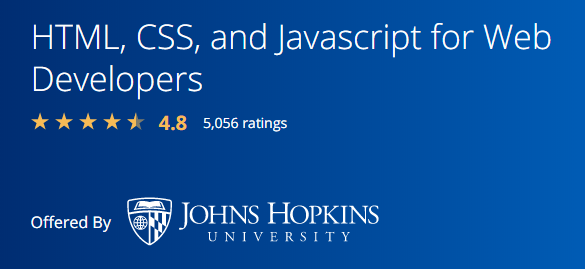 HTML, CSS, and Javascript for Web
Developers
4.8 5,056 ratings
Offered By
JOHNS HOPKINS
UNIVERSITY